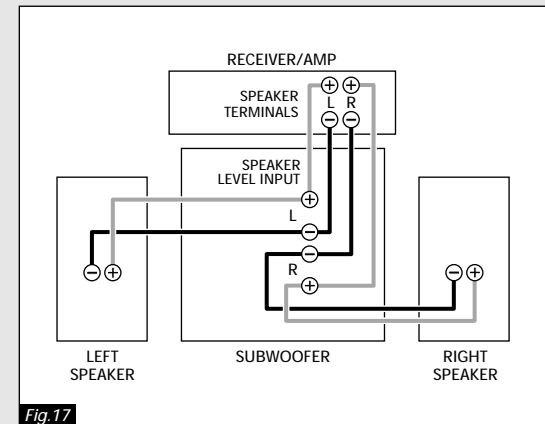 RECEIVER/AMP
SPEAKER
TERMINALS
+ +
L R
− −
SPEAKER
LEVEL INPUT
+
L
−
−
R
+
− +
− +
LEFT
SPEAKER
SUBWOOFER
RIGHT
SPEAKER
Fig.17